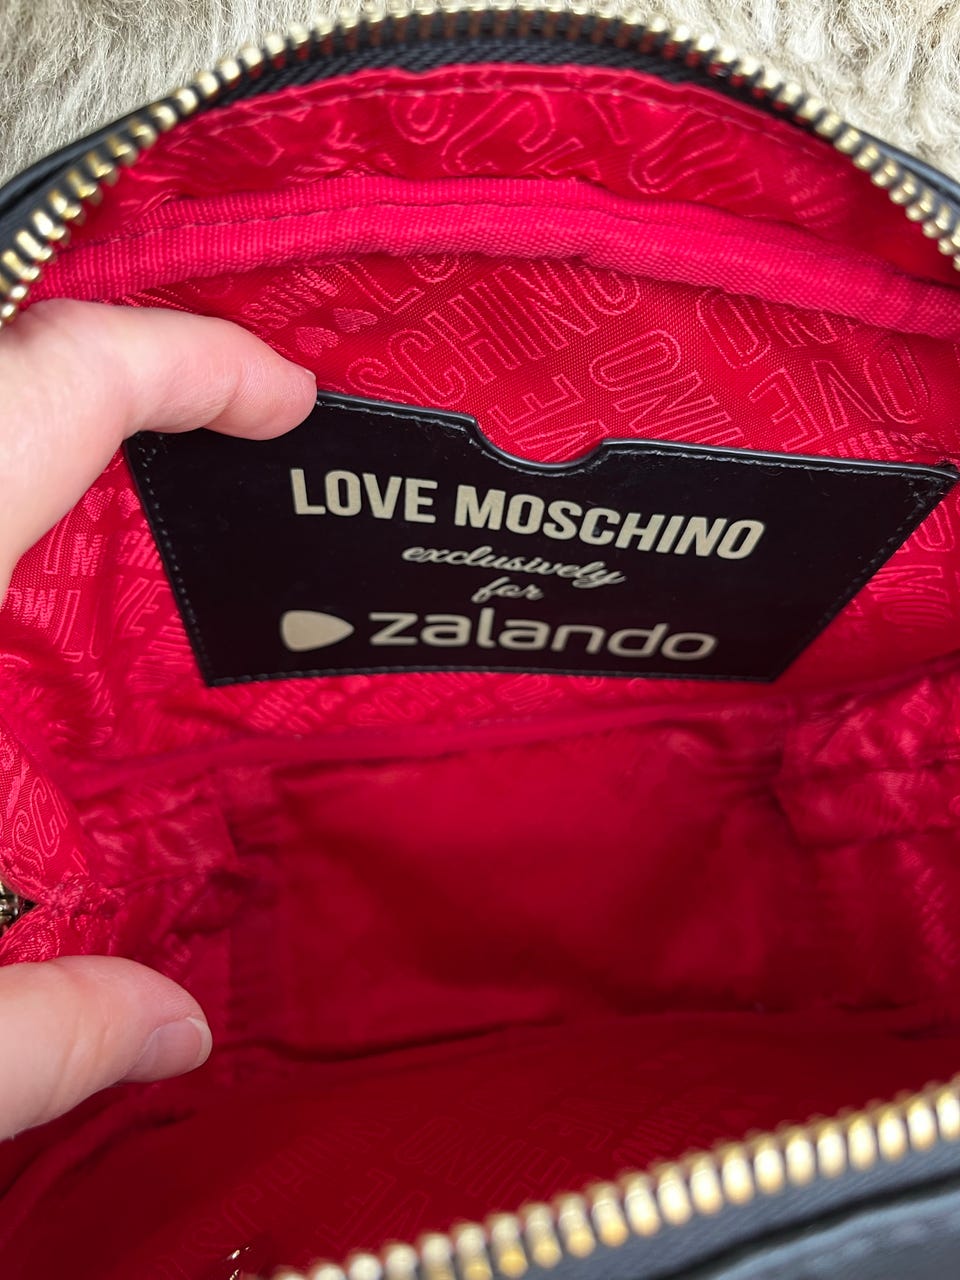 LOVE MOSCHINO
exclusively
for
zalando